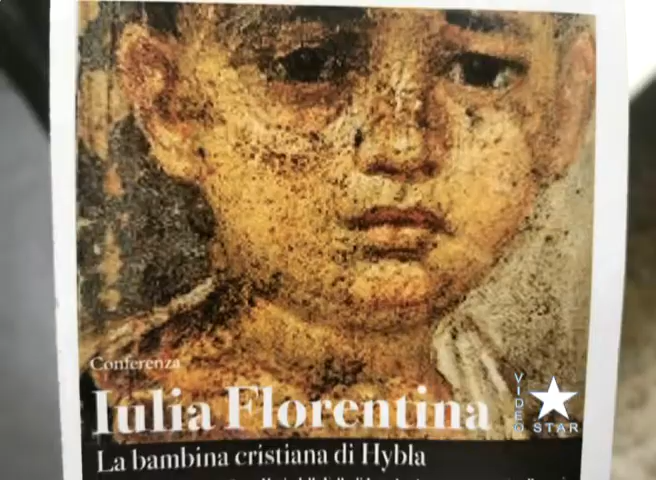 Conferenza
Iulia Florentina
La bambina cristiana di Hybla
VIDEO
STAR